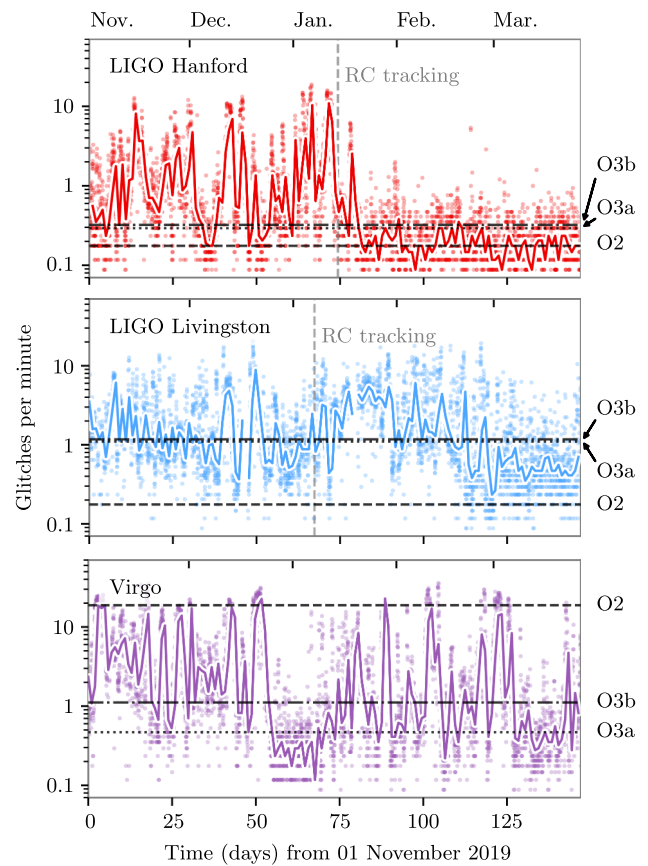 Nov. Dec. Jan. Feb. Mar.
LIGO Hanford
RC tracking
10
1
0.1
O3b
O3a
O2
LIGO Livingston
RC tracking
10
1
0.1
O3b
O3a
O2
Glitches per minute
Virgo
10
1
0.1
O2
O3b
O3a
0 25 50 75 100 125
Time (days) from 01 November 2019